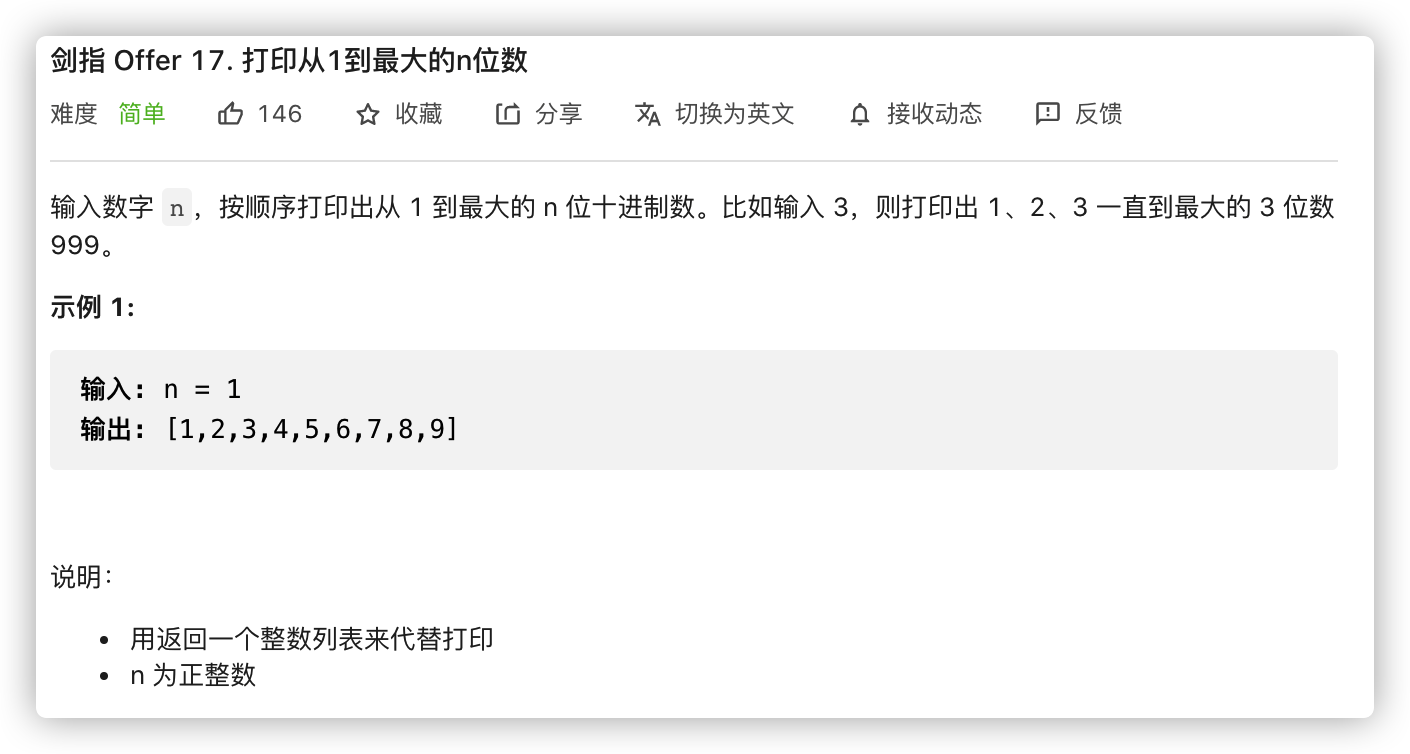 剑指 Offer 17. 打印从1到最大的n位数
难度 简单 146 收藏 分享 切换为英文 接收动态 反馈
输入数字 n，按顺序打印出从 1 到最大的 n 位十进制数。比如输入 3，则打印出 1、2、3 一直到最大的 3 位数
999。
示例 1:
输入: n = 1
输出: [1,2,3,4,5,6,7,8,9]
说明：
• 用返回一个整数列表来代替打印
• n 为正整数